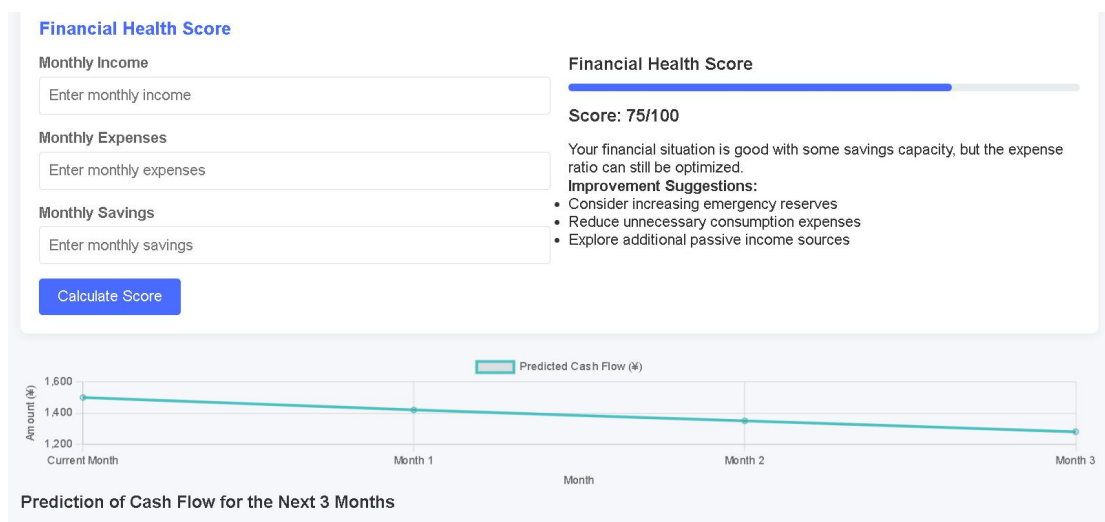 Financial Health Score
Monthly Income
Enter monthly income
Monthly Expenses
Enter monthly expenses
Monthly Savings
Enter monthly savings
Calculate Score
Financial Health Score
Score: 75/100
Your financial situation is good with some savings capacity, but the expense
ratio can still be optimized.
Improvement Suggestions:
• Consider increasing emergency reserves
• Reduce unnecessary consumption expenses
• Explore additional passive income sources
Predicted Cash Flow (¥)
Amount (¥)
1,600
1,400
1,200
Current Month
Month 1
Month 2
Month 3
Month
Prediction of Cash Flow for the Next 3 Months